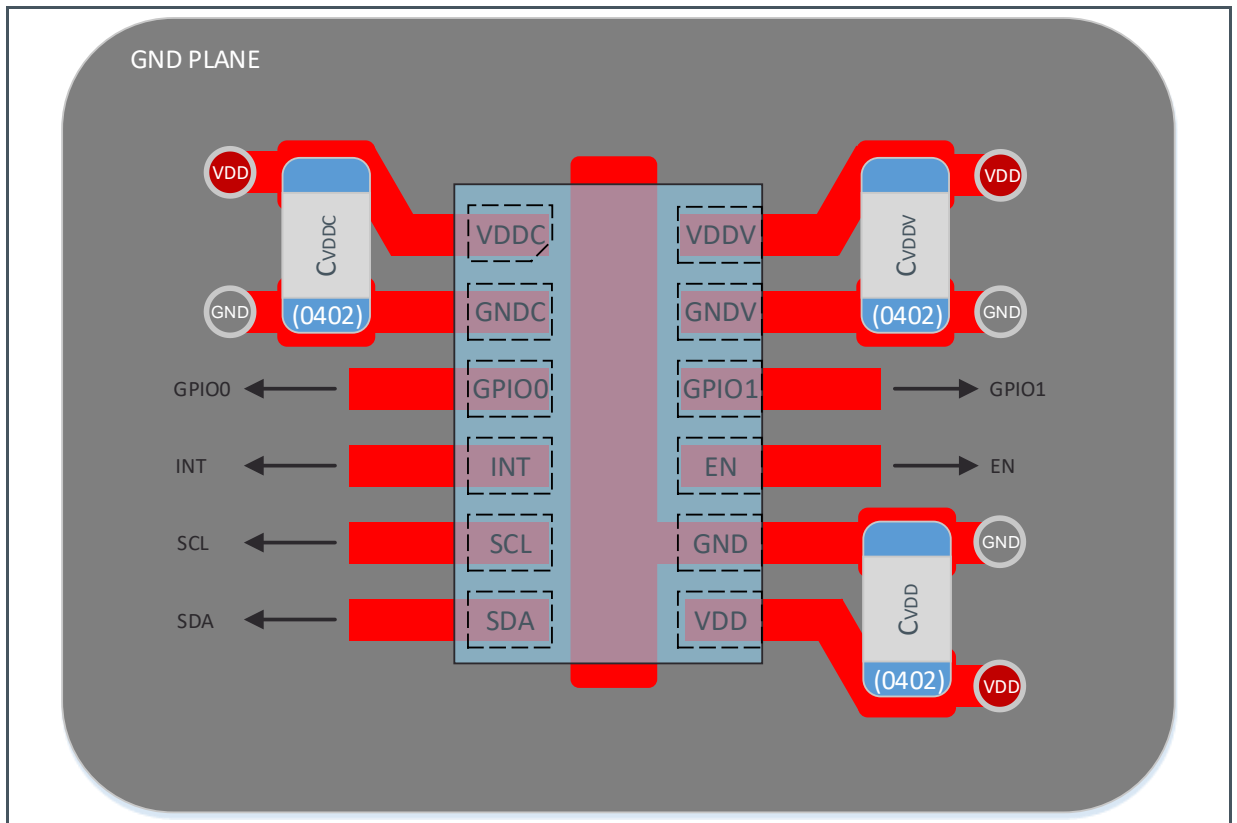 GND PLANE
VDD
CVDDC
(0402)
GND
VDDC
GNDC
GPIO0
INT
SCL
SDA
GPIO0
INT
SCL
SDA
VDDV
GNDV
GPIO1
EN
GND
VDD
CVDDV
(0402)
VDD
GND
GPIO1
EN
CVDD
(0402)
GND
VDD